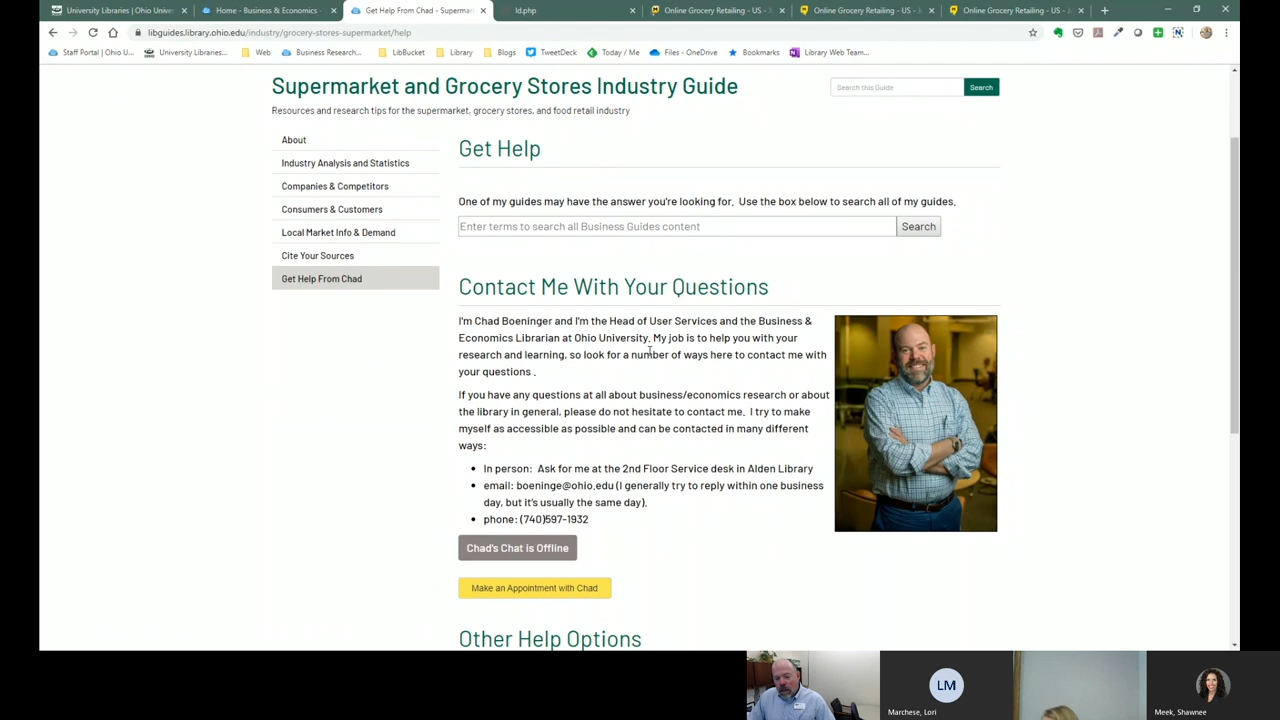 University Libraries | Ohio Univer
Home - Business & Economics -
Get Help From Chad - Supermar
ld.php
Online Grocery Retailing - US - J
Online Grocery Retailing - US - J
Online Grocery Retailing - US - J
libguides.library.ohio.edu/industry/grocery-stores-supermarket/help
Staff Portal | Ohio U...
University Libraries...
Web
Business Research...
LibBucket
Library
Blogs
TweetDeck
Today / Me
Files - OneDrive
Bookmarks
Library Web Team...
Supermarket and Grocery Stores Industry Guide
Search this Guide
Search
Resources and research tips for the supermarket, grocery stores, and food retail industry
About
Industry Analysis and Statistics
Companies & Competitors
Consumers & Customers
Local Market Info & Demand
Cite Your Sources
Get Help From Chad
Get Help
One of my guides may have the answer you're looking for. Use the box below to search all of my guides.
Enter terms to search all Business Guides content
Search
Contact Me With Your Questions
I'm Chad Boeninger and I'm the Head of User Services and the Business &
Economics Librarian at Ohio University. My job is to help you with your
research and learning, so look for a number of ways here to contact me with
your questions .
If you have any questions at all about business/economics research or about
the library in general, please do not hesitate to contact me. I try to make
myself as accessible as possible and can be contacted in many different
ways:
• In person: Ask for me at the 2nd Floor Service desk in Alden Library
• email: boeninge@ohio.edu (I generally try to reply within one business
day, but it's usually the same day).
• phone: (740)597-1932
Chad's Chat is Offline
Make an Appointment with Chad
Other Help Options
LM
Marchese, Lori
Meek, Shawnee